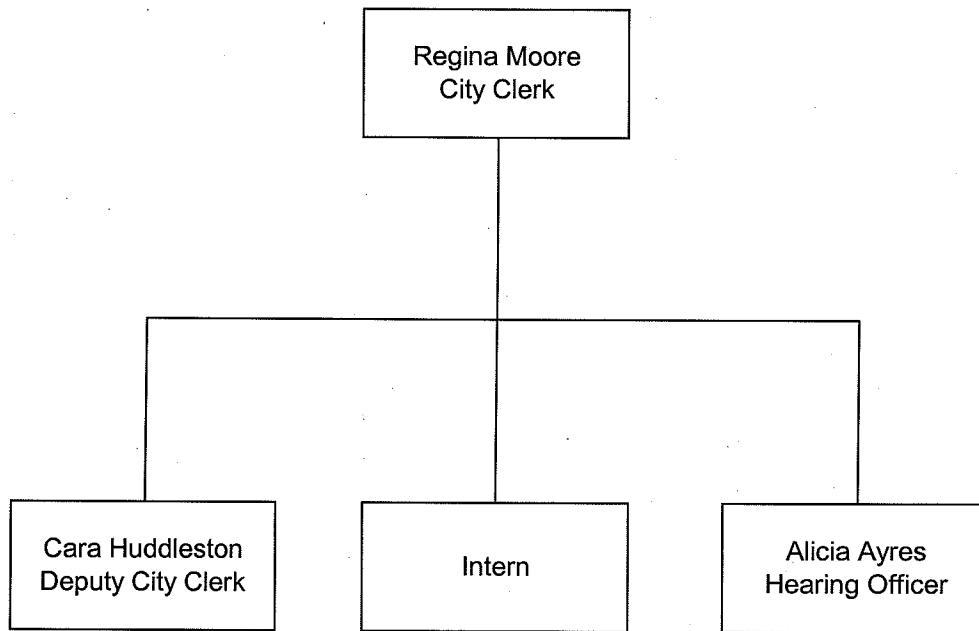 Regina Moore
City Clerk
Cara Huddleston
Deputy City Clerk
Intern
Alicia Ayres
Hearing Officer